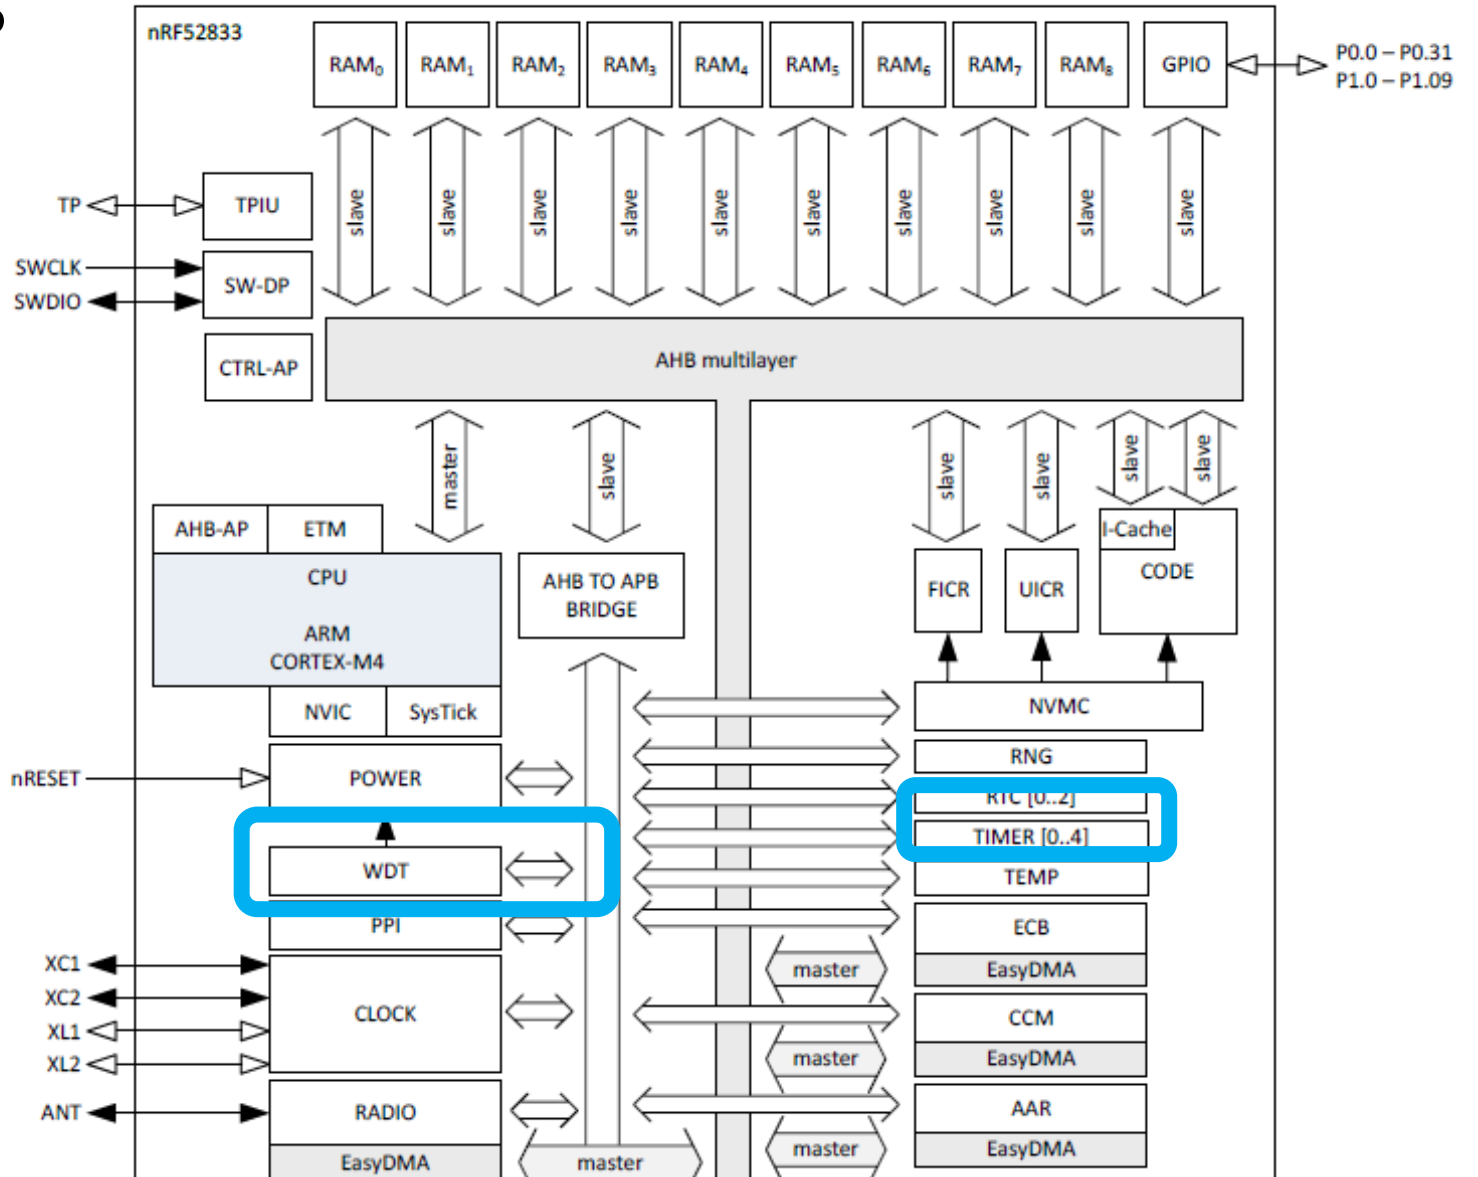 nRF52833
RAM₀ RAM₁ RAM₂ RAM₃ RAM₄ RAM₅ RAM₆ RAM₇ RAM₈ GPIO
P0.0 – P0.31
P1.0 – P1.09
slave slave slave slave slave slave slave slave slave slave
TP TPIU
SWCLK
SW-DP
SWDIO
CTRL-AP
AHB multilayer
master slave slave slave slave slave
AHB-AP ETM
I-Cache
CPU
AHB TO APB
BRIDGE
FICR UICR CODE
ARM
CORTEX-M4
NVIC SysTick
NVMC
RNG
nRESET POWER
RTC [0..2]
TIMER [0..4]
WDT
TEMP
PPI
ECB
master EasyDMA
XC1
XC2
XL1
XL2
CLOCK
CCM
master EasyDMA
ANT RADIO
AAR
master EasyDMA
EasyDMA master